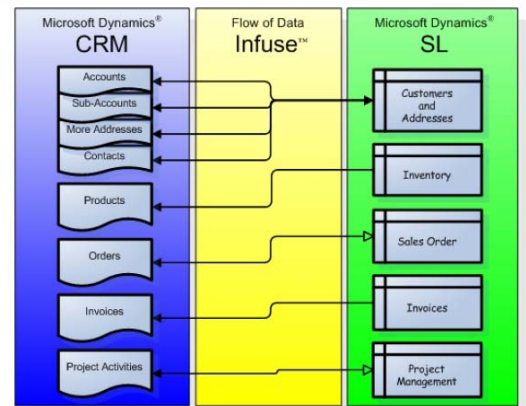 Microsoft Dynamics®
CRM
Accounts
Sub-Accounts
More Addresses
Contacts
Products
Orders
Invoices
Project Activities
Flow of Data
Infuse™
Microsoft Dynamics®
SL
Customers
and
Addresses
Inventory
Sales Order
Invoices
Project
Management